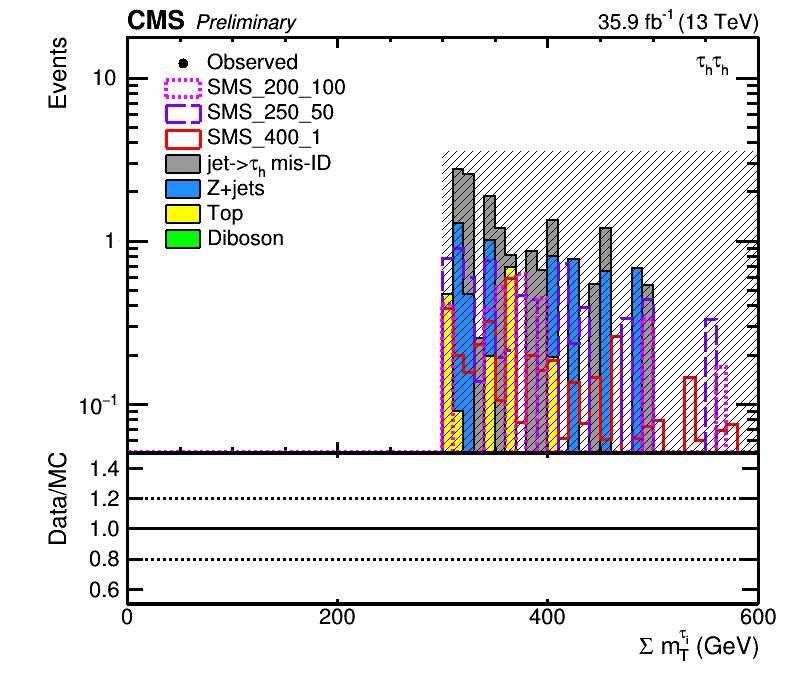 CMS Preliminary 35.9 fb⁻¹ (13 TeV)
Events
τₕτₕ
Observed
SMS_200_100
SMS_250_50
SMS_400_1
jet->τₕ mis-ID
Z+jets
Top
Diboson
10
1
10⁻¹
Data/MC
1.4
1.2
1.0
0.8
0.6
0 200 400 600
Σ m_T^{τ_i} (GeV)